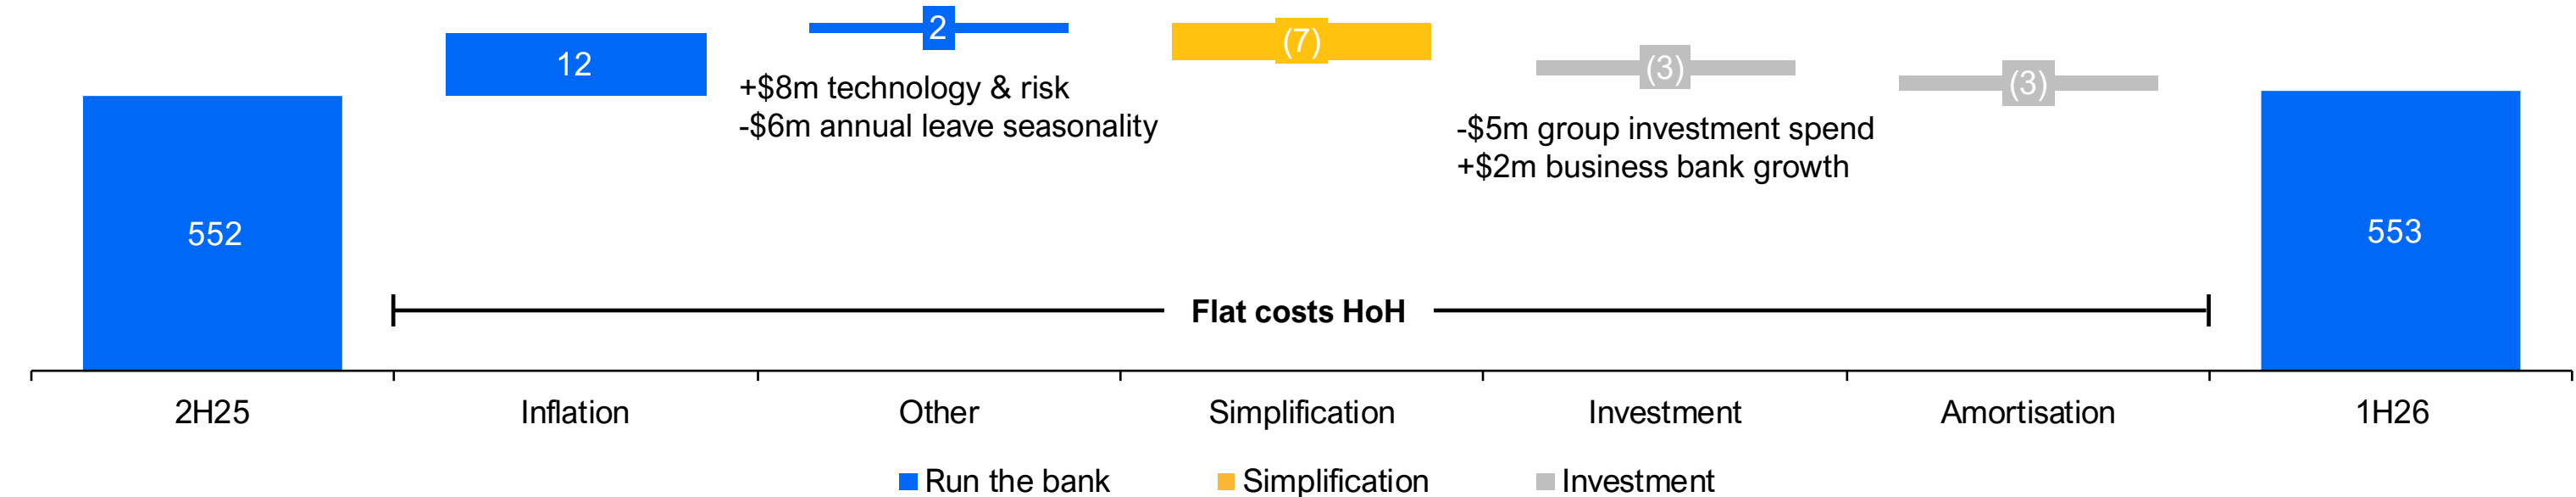 2
12
(7)
(3)
(3)
+$8m technology & risk
-$6m annual leave seasonality
-$5m group investment spend
+$2m business bank growth
552
553
Flat costs HoH
2H25
Inflation
Other
Simplification
Investment
Amortisation
1H26
Run the bank
Simplification
Investment